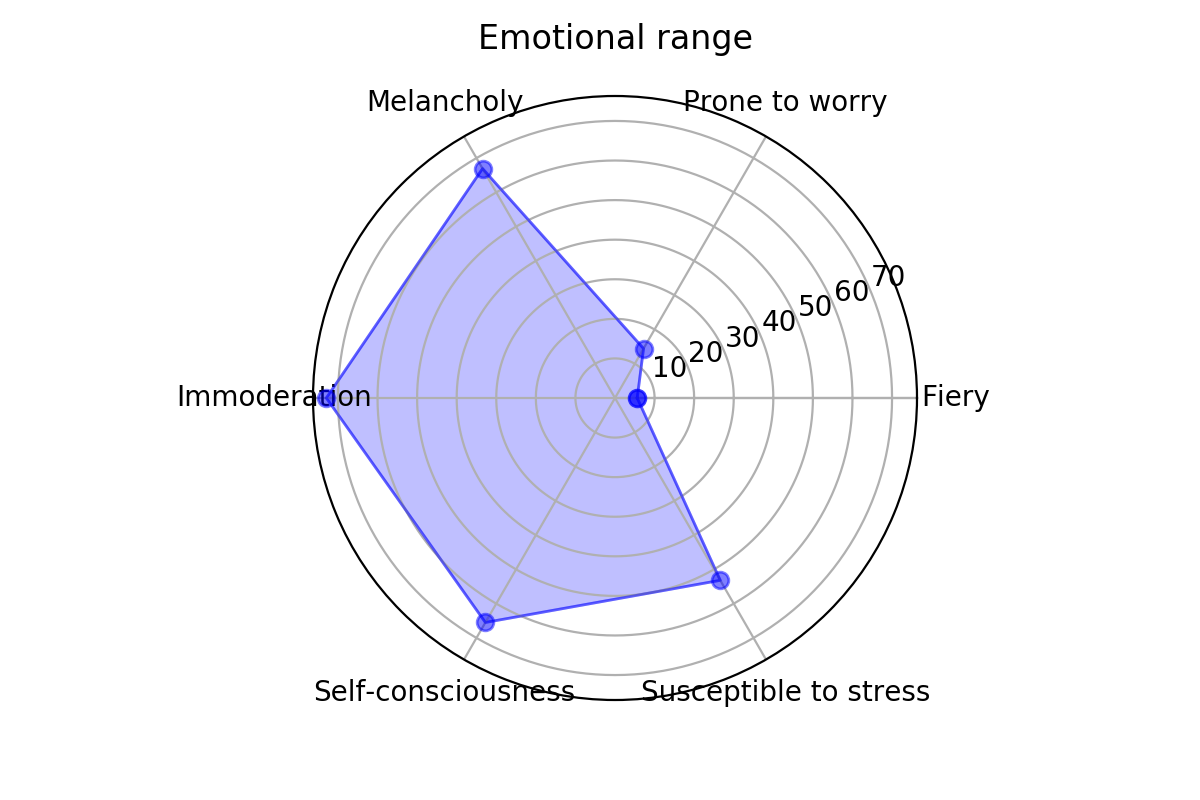 Emotional range
Melancholy
Prone to worry
70
60
50
40
30
20
10
Immoderation
Fiery
Self-consciousness
Susceptible to stress